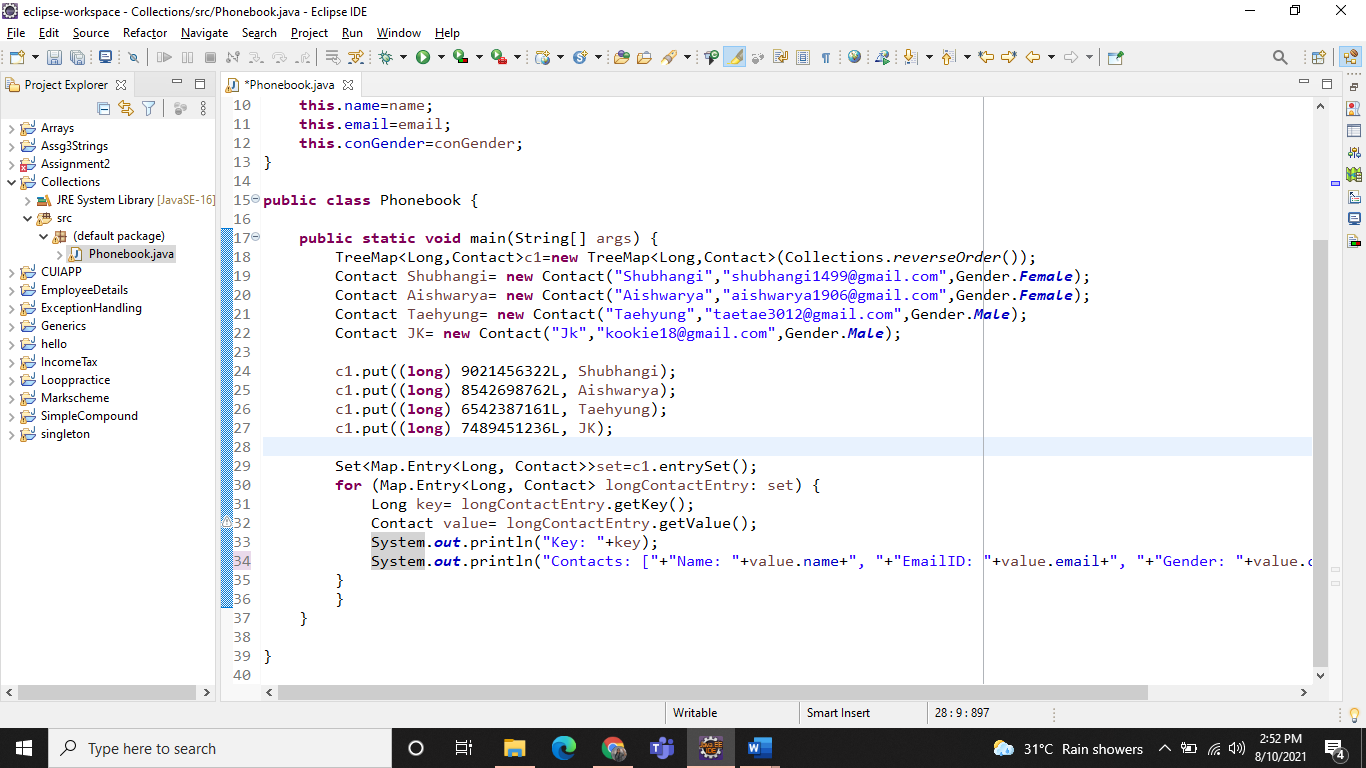 eclipse-workspace - Collections/src/Phonebook.java - Eclipse IDE
File Edit Source Refactor Navigate Search Project Run Window Help
Project Explorer
*Phonebook.java
Arrays
Assg3Strings
Assignment2
Collections
JRE System Library [JavaSE-16]
src
(default package)
Phonebook.java
CUIAPP
EmployeeDetails
ExceptionHandling
Generics
hello
IncomeTax
Looppractice
Markscheme
SimpleCompound
singleton
10 this.name=name;
11 this.email=email;
12 this.conGender=conGender;
13 }
14
15 public class Phonebook {
16
17 public static void main(String[] args) {
18 TreeMap<Long,Contact>c1=new TreeMap<Long,Contact>(Collections.reverseOrder());
19 Contact Shubhangi= new Contact("Shubhangi","shubhangi1499@gmail.com",Gender.Female);
20 Contact Aishwarya= new Contact("Aishwarya","aishwarya1906@gmail.com",Gender.Female);
21 Contact Taehyung= new Contact("Taehyung","taetae3012@gmail.com",Gender.Male);
22 Contact JK= new Contact("Jk","kookie18@gmail.com",Gender.Male);
23
24 c1.put((long) 9021456322L, Shubhangi);
25 c1.put((long) 8542698762L, Aishwarya);
26 c1.put((long) 6542387161L, Taehyung);
27 c1.put((long) 7489451236L, JK);
28
29 Set<Map.Entry<Long, Contact>>set=c1.entrySet();
30 for (Map.Entry<Long, Contact> longContactEntry: set) {
31 Long key= longContactEntry.getKey();
32 Contact value= longContactEntry.getValue();
33 System.out.println("Key: "+key);
34 System.out.println("Contacts: ["+"Name: "+value.name+", "+"EmailID: "+value.email+", "+"Gender: "+value.c
35 }
36 }
37 }
38
39 }
40
Writable Smart Insert 28 : 9 : 897
Type here to search
31°C Rain showers
2:52 PM
8/10/2021
4